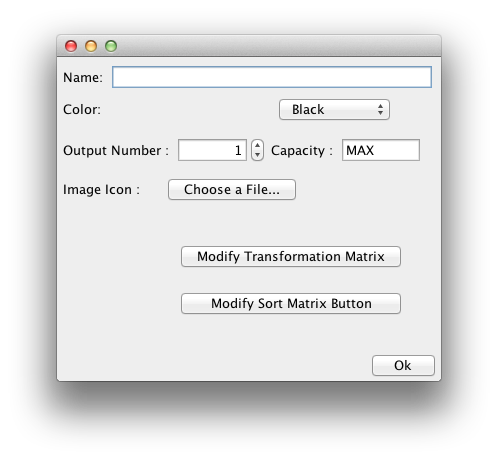 Name:
Color: Black
Output Number : 1 Capacity : MAX
Image Icon : Choose a File...
Modify Transformation Matrix
Modify Sort Matrix Button
Ok